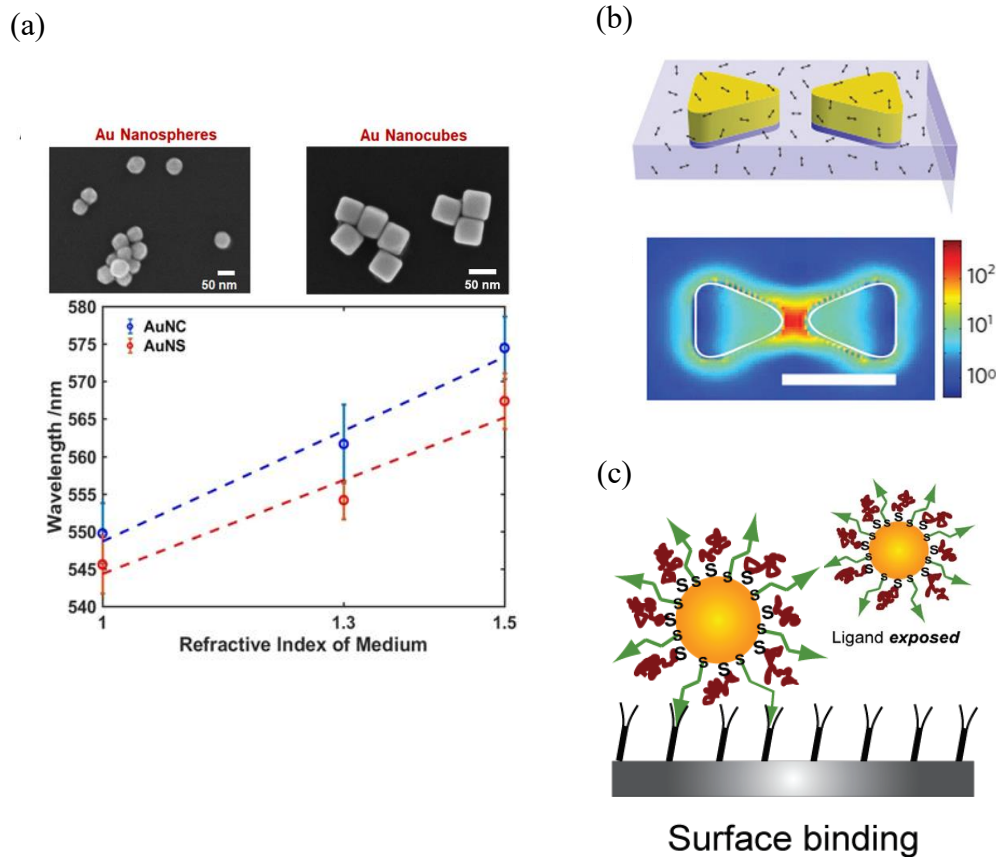 (a)
Au Nanospheres
Au Nanocubes
50 nm
50 nm
580
575
570
565
560
555
550
545
540
AuNC
AuNS
Wavelength /nm
1
1.3
1.5
Refractive Index of Medium
(b)
10²
10¹
10⁰
(c)
S S S S S S S S S S S S S S S S
S S S S S S S S S S S S S S S S
Ligand exposed
Surface binding